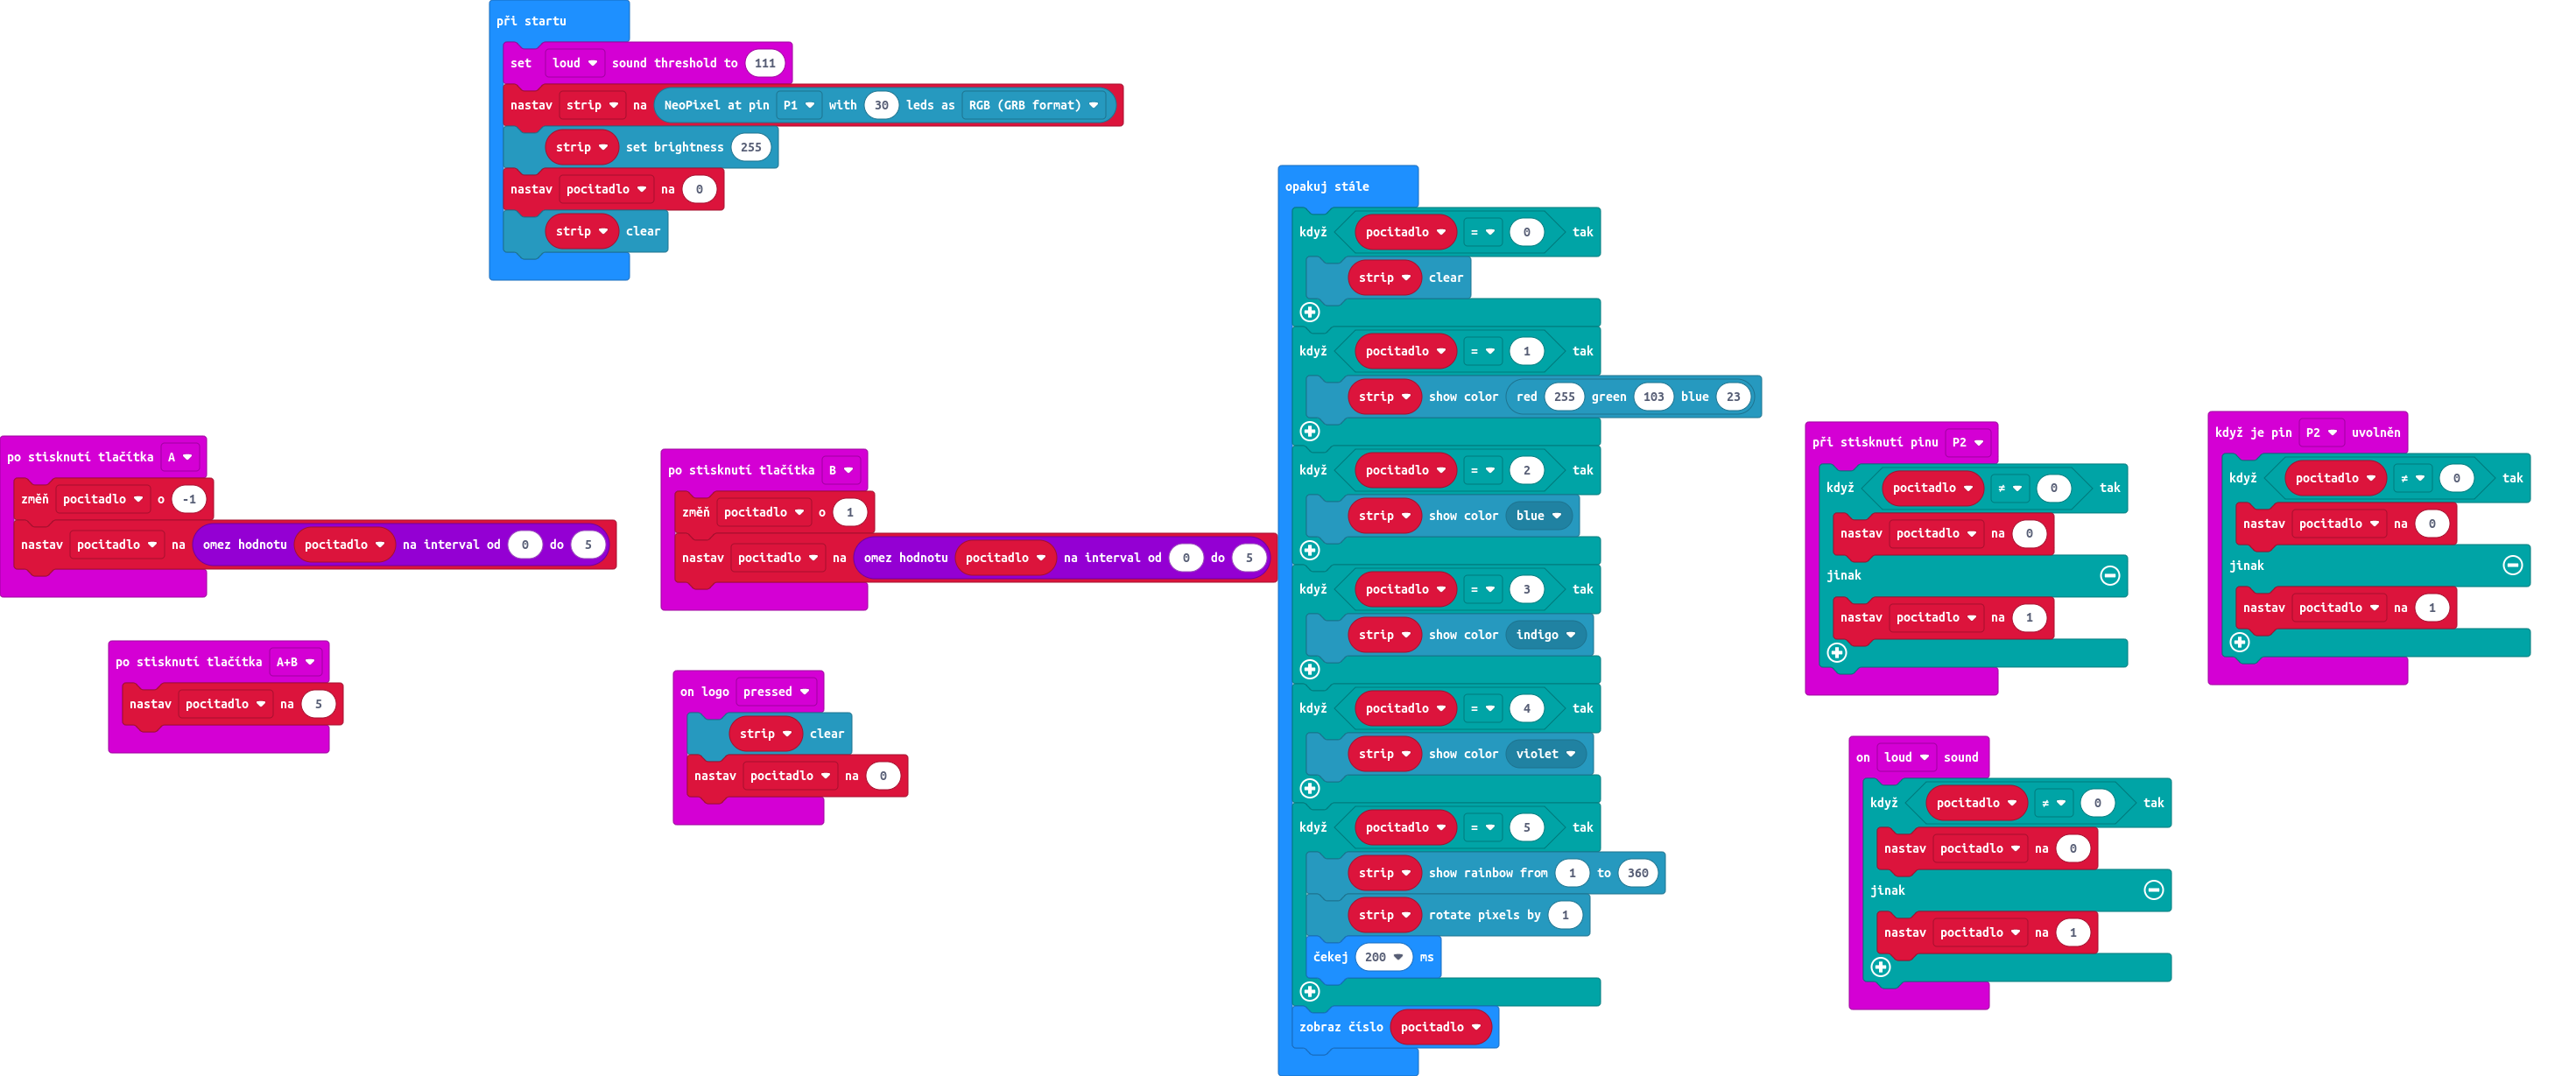 při startu
set loud sound threshold to 111
nastav strip na NeoPixel at pin P1 with 30 leds as RGB (GRB format)
strip set brightness 255
nastav pocitadlo na 0
strip clear
po stisknutí tlačítka A
změň pocitadlo o -1
nastav pocitadlo na omez hodnotu pocitadlo na interval od 0 do 5
po stisknutí tlačítka A+B
nastav pocitadlo na 5
po stisknutí tlačítka B
změň pocitadlo o 1
nastav pocitadlo na omez hodnotu pocitadlo na interval od 0 do 5
on logo pressed
strip clear
nastav pocitadlo na 0
opakuj stále
když pocitadlo = 0 tak
strip clear
když pocitadlo = 1 tak
strip show color red 255 green 103 blue 23
když pocitadlo = 2 tak
strip show color blue
když pocitadlo = 3 tak
strip show color indigo
když pocitadlo = 4 tak
strip show color violet
když pocitadlo = 5 tak
strip show rainbow from 1 to 360
strip rotate pixels by 1
čekej 200 ms
zobraz číslo pocitadlo
při stisknutí pinu P2
když pocitadlo ≠ 0 tak
nastav pocitadlo na 0
jinak
nastav pocitadlo na 1
když je pin P2 uvolněn
když pocitadlo ≠ 0 tak
nastav pocitadlo na 0
jinak
nastav pocitadlo na 1
on loud sound
když pocitadlo ≠ 0 tak
nastav pocitadlo na 0
jinak
nastav pocitadlo na 1